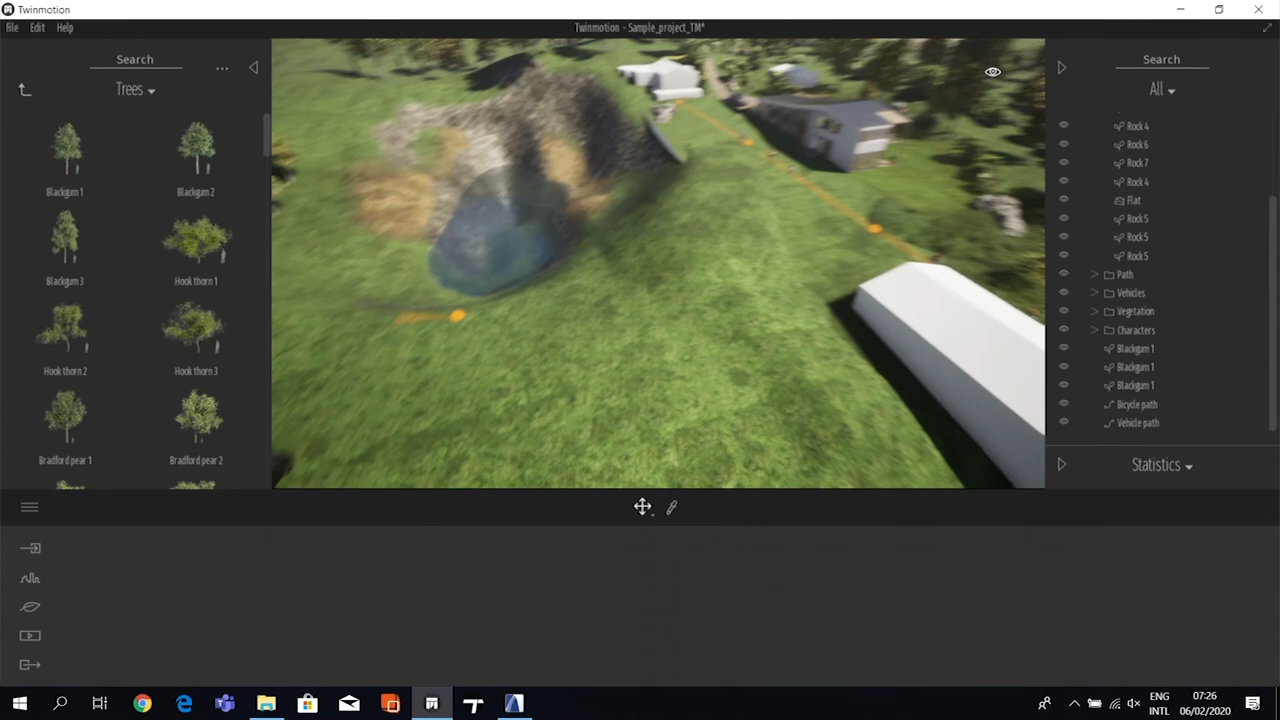 Twinmotion
File Edit Help
Twinmotion - Sample_project_TM*
Search
...
Trees
Blackgum 1
Blackgum 2
Blackgum 3
Hook thorn 1
Hook thorn 2
Hook thorn 3
Bradford pear 1
Bradford pear 2
Search
All
Rock 4
Rock 6
Rock 7
Rock 4
Flat
Rock 5
Rock 5
Rock 5
Path
Vehicles
Vegetation
Characters
Blackgum 1
Blackgum 1
Blackgum 1
Bicycle path
Vehicle path
Statistics
ENG
INTL
07:26
06/02/2020